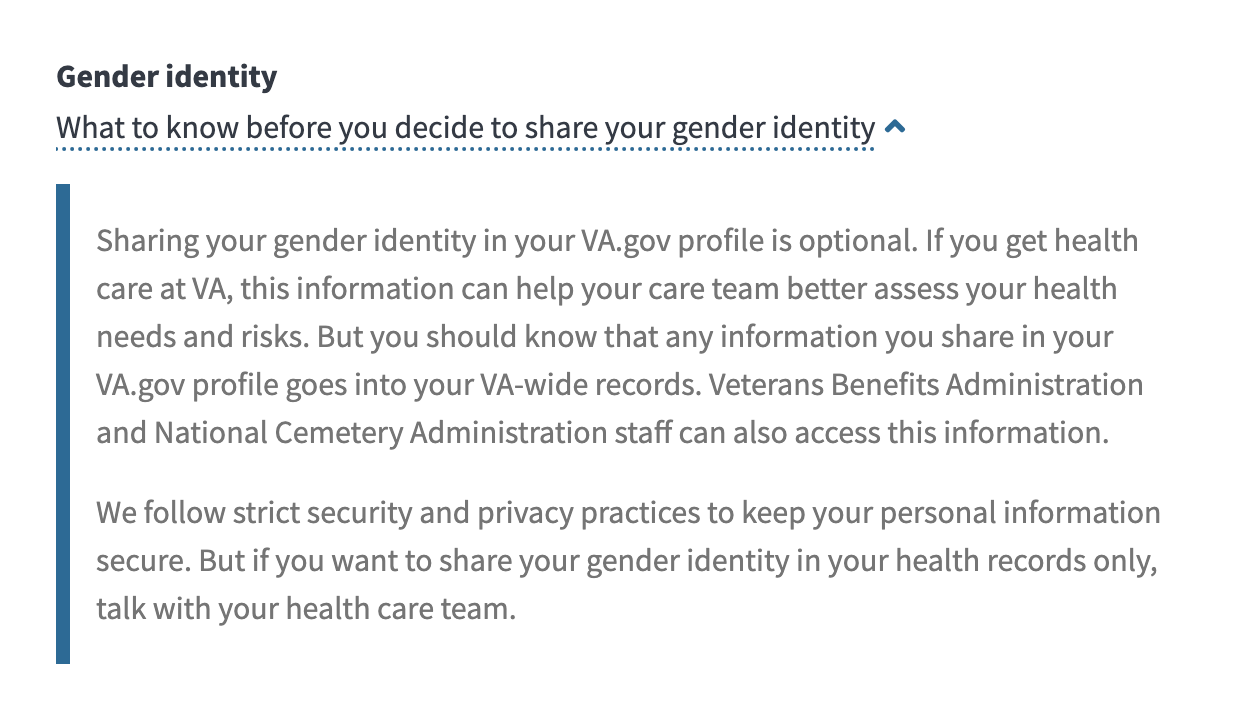 Gender identity
What to know before you decide to share your gender identity
Sharing your gender identity in your VA.gov profile is optional. If you get health
care at VA, this information can help your care team better assess your health
needs and risks. But you should know that any information you share in your
VA.gov profile goes into your VA-wide records. Veterans Benefits Administration
and National Cemetery Administration staff can also access this information.
We follow strict security and privacy practices to keep your personal information
secure. But if you want to share your gender identity in your health records only,
talk with your health care team.